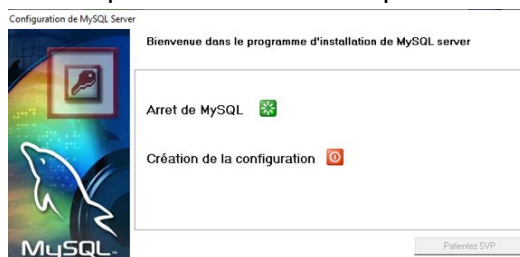 Configuration de MySQL Server
Bienvenue dans le programme d'installation de MySQL server
Arret de MySQL
Création de la configuration
MySQL
Patientez SVP